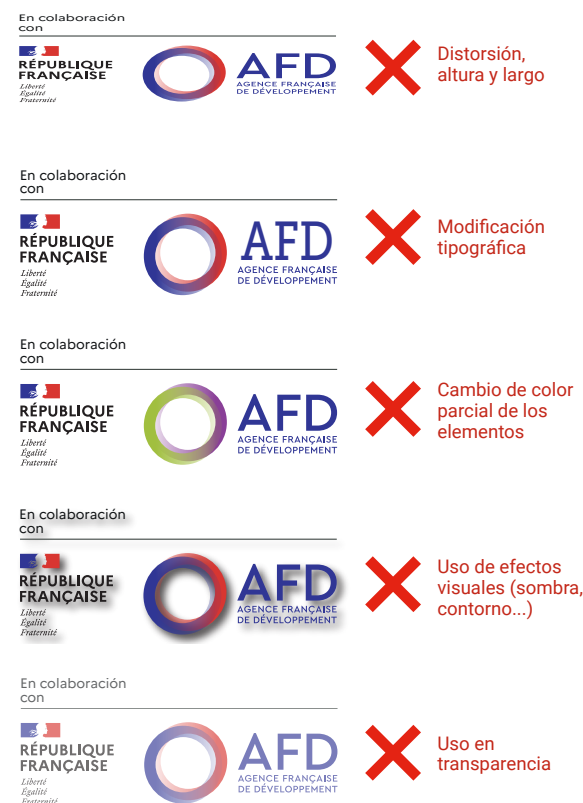 En colaboración
con
RÉPUBLIQUE
FRANÇAISE
Liberté
Égalité
Fraternité
AFD
AGENCE FRANÇAISE
DE DÉVELOPPEMENT
Distorsión,
altura y largo
En colaboración
con
RÉPUBLIQUE
FRANÇAISE
Liberté
Égalité
Fraternité
AFD
AGENCE FRANÇAISE
DE DÉVELOPPEMENT
Modificación
tipográfica
En colaboración
con
RÉPUBLIQUE
FRANÇAISE
Liberté
Égalité
Fraternité
AFD
AGENCE FRANÇAISE
DE DÉVELOPPEMENT
Cambio de color
parcial de los
elementos
En colaboración
con
RÉPUBLIQUE
FRANÇAISE
Liberté
Égalité
Fraternité
AFD
AGENCE FRANÇAISE
DE DÉVELOPPEMENT
Uso de efectos
visuales (sombra,
contorno...)
En colaboración
con
RÉPUBLIQUE
FRANÇAISE
Liberté
Égalité
Fraternité
AFD
AGENCE FRANÇAISE
DE DÉVELOPPEMENT
Uso en
transparencia